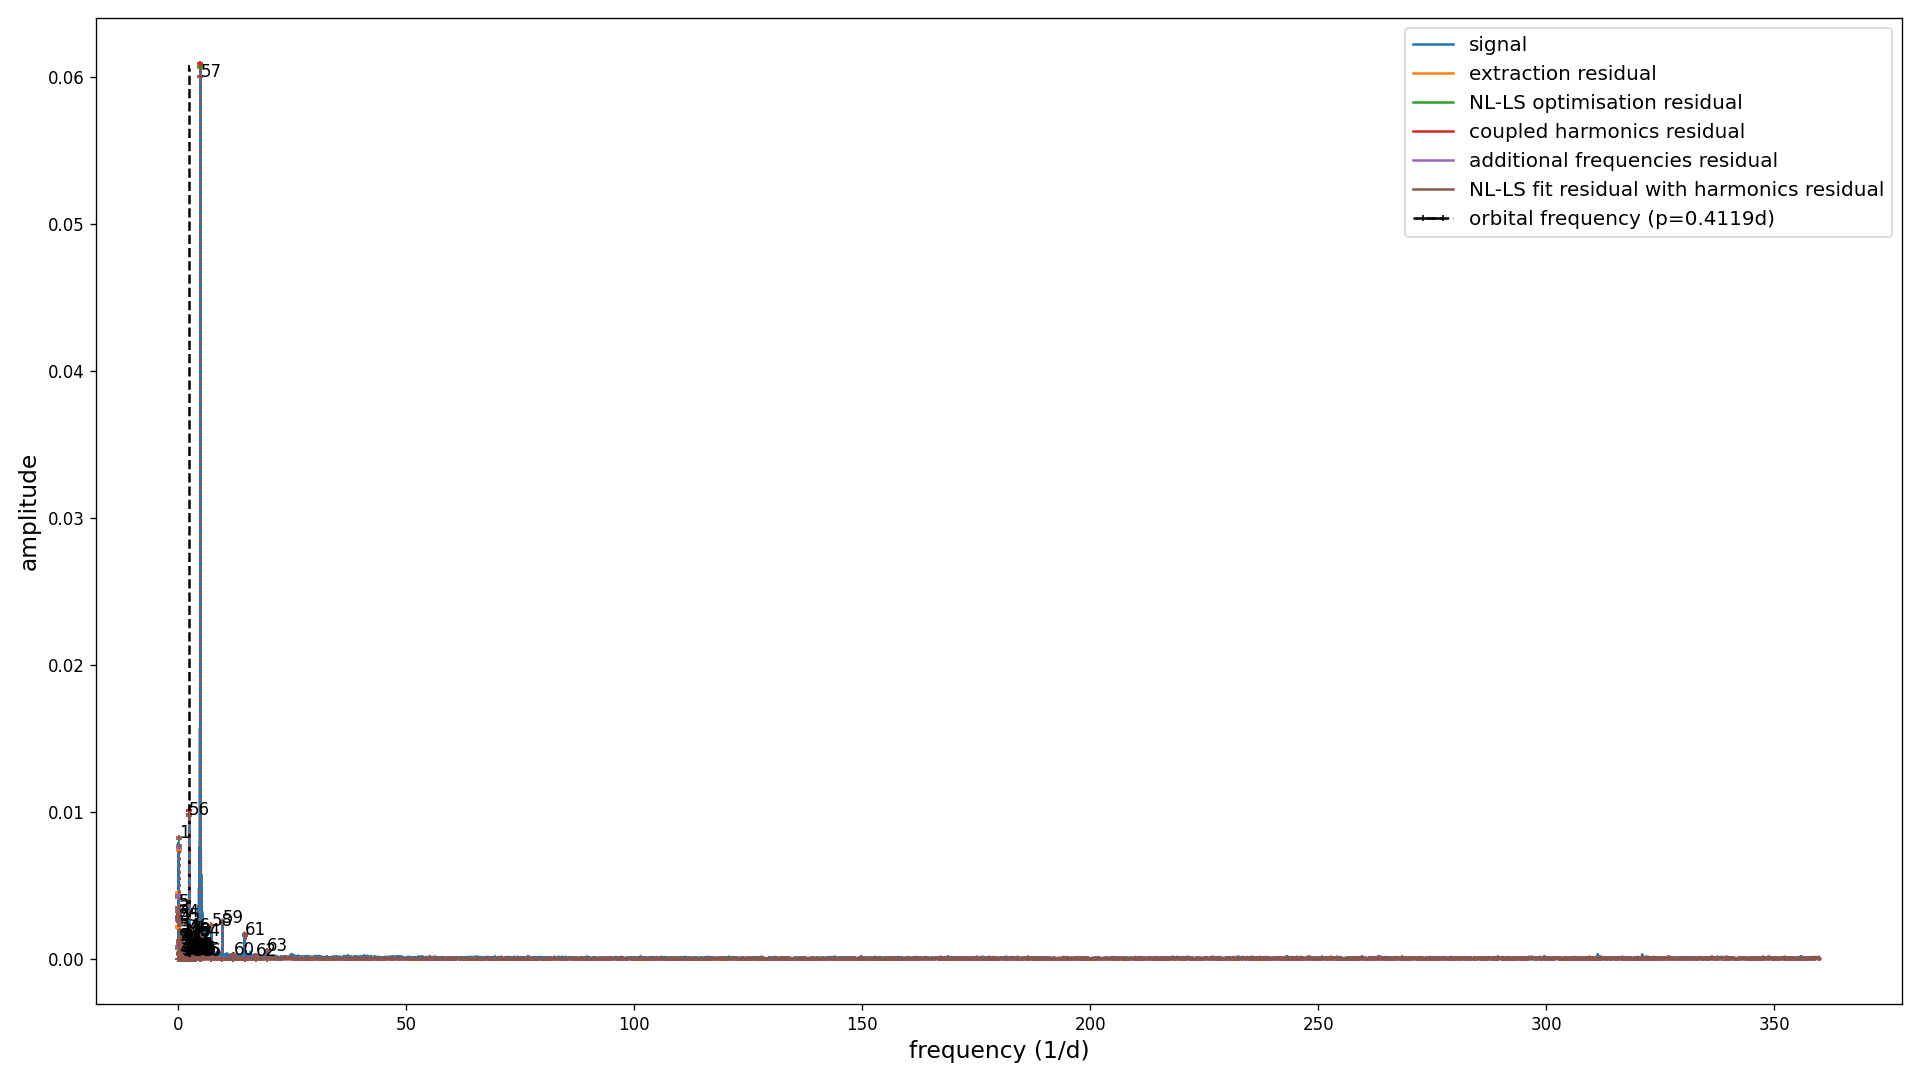 signal
extraction residual
NL-LS optimisation residual
coupled harmonics residual
additional frequencies residual
NL-LS fit residual with harmonics residual
orbital frequency (p=0.4119d)
amplitude
0.06
0.05
0.04
0.03
0.02
0.01
0.00
57
56
1
5
58
59
61
60
62
63
0
50
100
150
200
250
300
350
frequency (1/d)